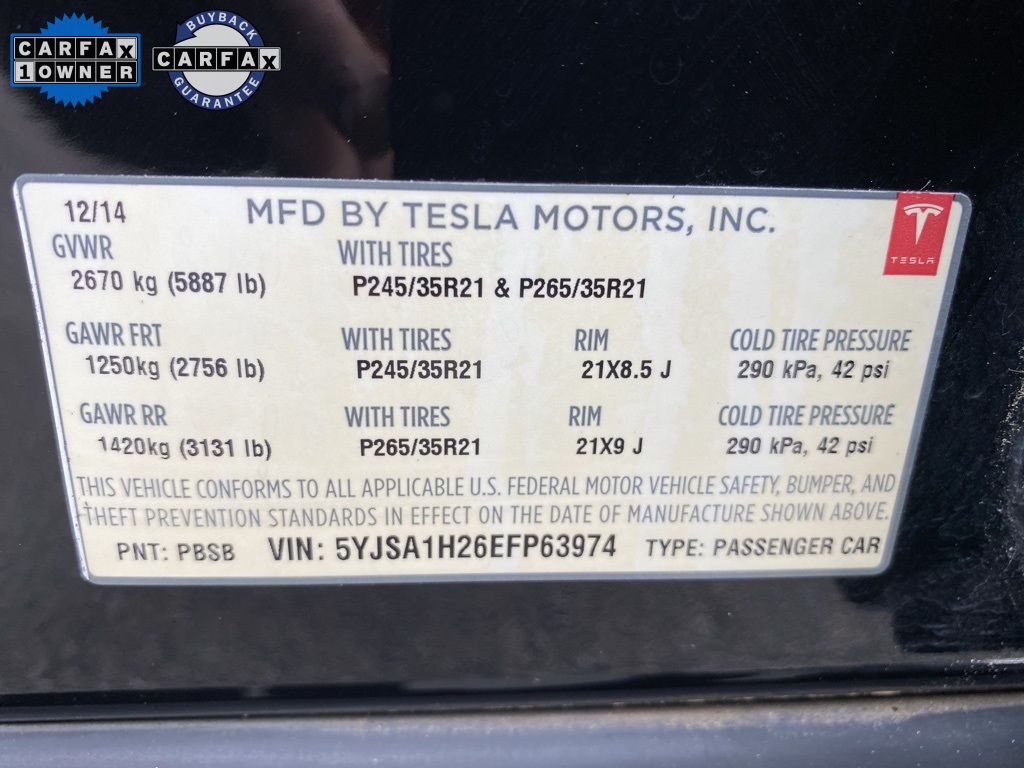 CARFAX
1 OWNER
BUYBACK
CARFAX
GUARANTEE
12/14 MFD BY TESLA MOTORS, INC.
TESLA
GVWR WITH TIRES
2670 kg (5887 lb) P245/35R21 & P265/35R21
GAWR FRT WITH TIRES RIM COLD TIRE PRESSURE
1250kg (2756 lb) P245/35R21 21X8.5 J 290 kPa, 42 psi
GAWR RR WITH TIRES RIM COLD TIRE PRESSURE
1420kg (3131 lb) P265/35R21 21X9 J 290 kPa, 42 psi
THIS VEHICLE CONFORMS TO ALL APPLICABLE U.S. FEDERAL MOTOR VEHICLE SAFETY, BUMPER, AND
THEFT PREVENTION STANDARDS IN EFFECT ON THE DATE OF MANUFACTURE SHOWN ABOVE.
PNT: PBSB VIN: 5YJSA1H26EFP63974 TYPE: PASSENGER CAR